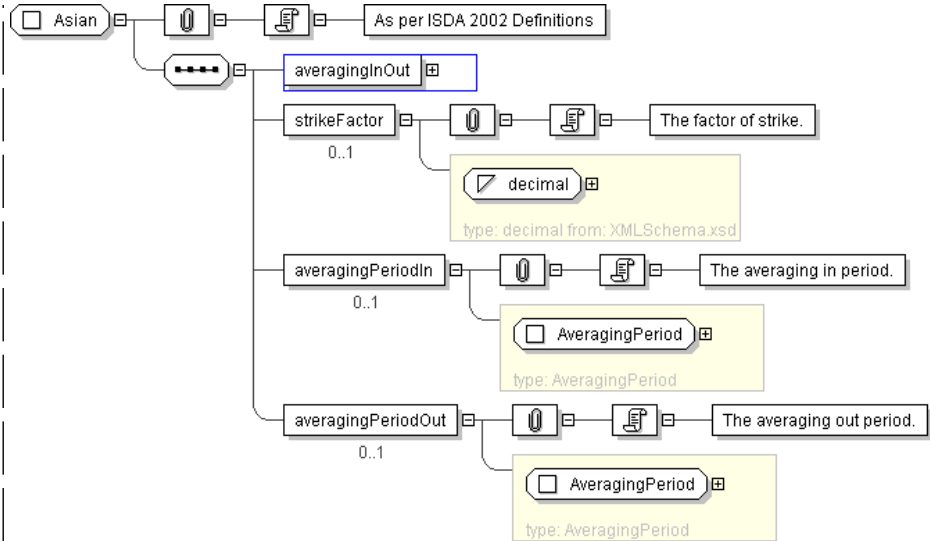 Asian
As per ISDA 2002 Definitions
averagingInOut
strikeFactor
The factor of strike.
0..1
decimal
type: decimal from: XMLSchema.xsd
averagingPeriodIn
The averaging in period.
0..1
AveragingPeriod
type: AveragingPeriod
averagingPeriodOut
The averaging out period.
0..1
AveragingPeriod
type: AveragingPeriod